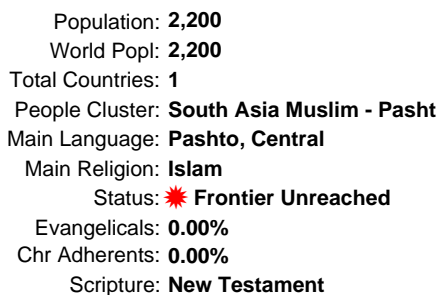 Population: 2,200
World Popl: 2,200
Total Countries: 1
People Cluster: South Asia Muslim - Pasht
Main Language: Pashto, Central
Main Religion: Islam
Status: Frontier Unreached
Evangelicals: 0.00%
Chr Adherents: 0.00%
Scripture: New Testament